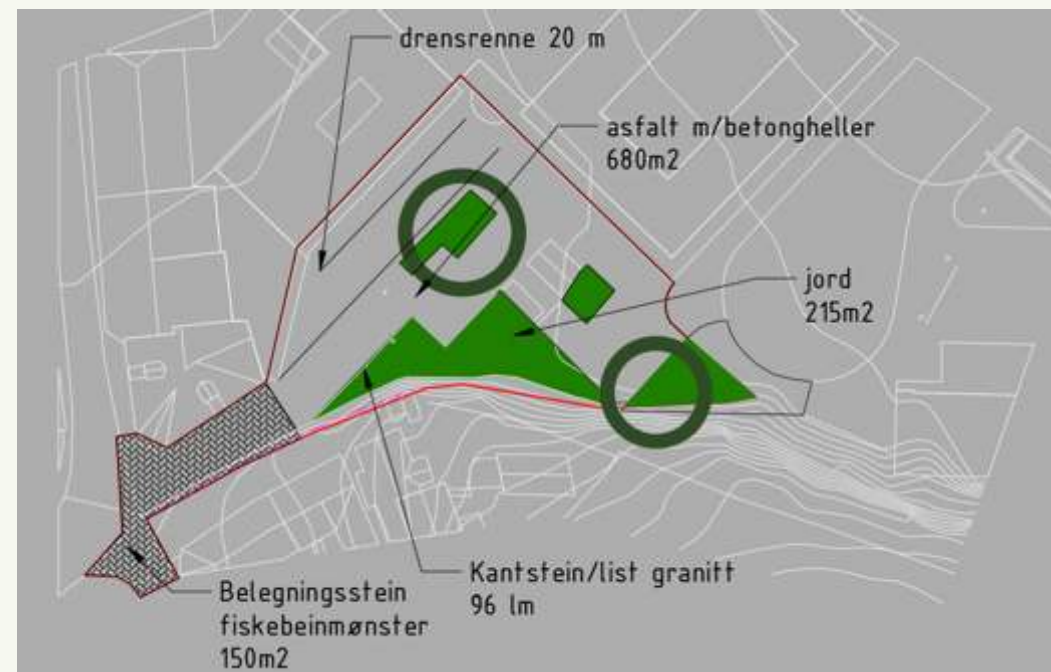 drensrenne 20 m
asfalt m/betongheller
680m2
jord
215m2
Kantstein/list granitt
96 lm
Belegningsstein
fiskebeinmønster
150m2